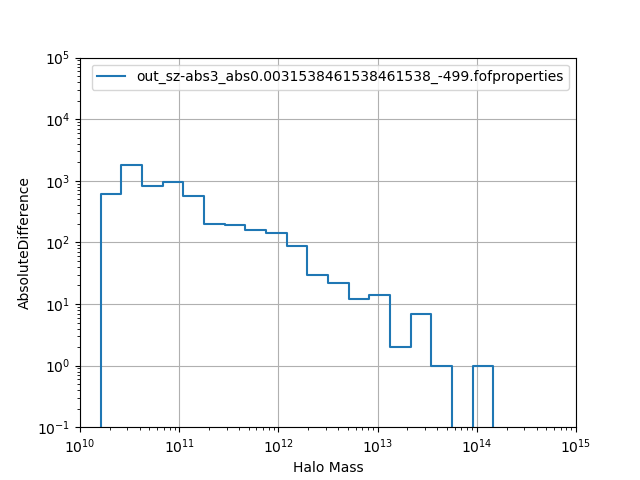 out_sz-abs3_abs0.0031538461538461538_-499.fofproperties
10^5
10^4
10^3
10^2
10^1
10^0
10^-1
AbsoluteDifference
10^10 10^11 10^12 10^13 10^14 10^15
Halo Mass